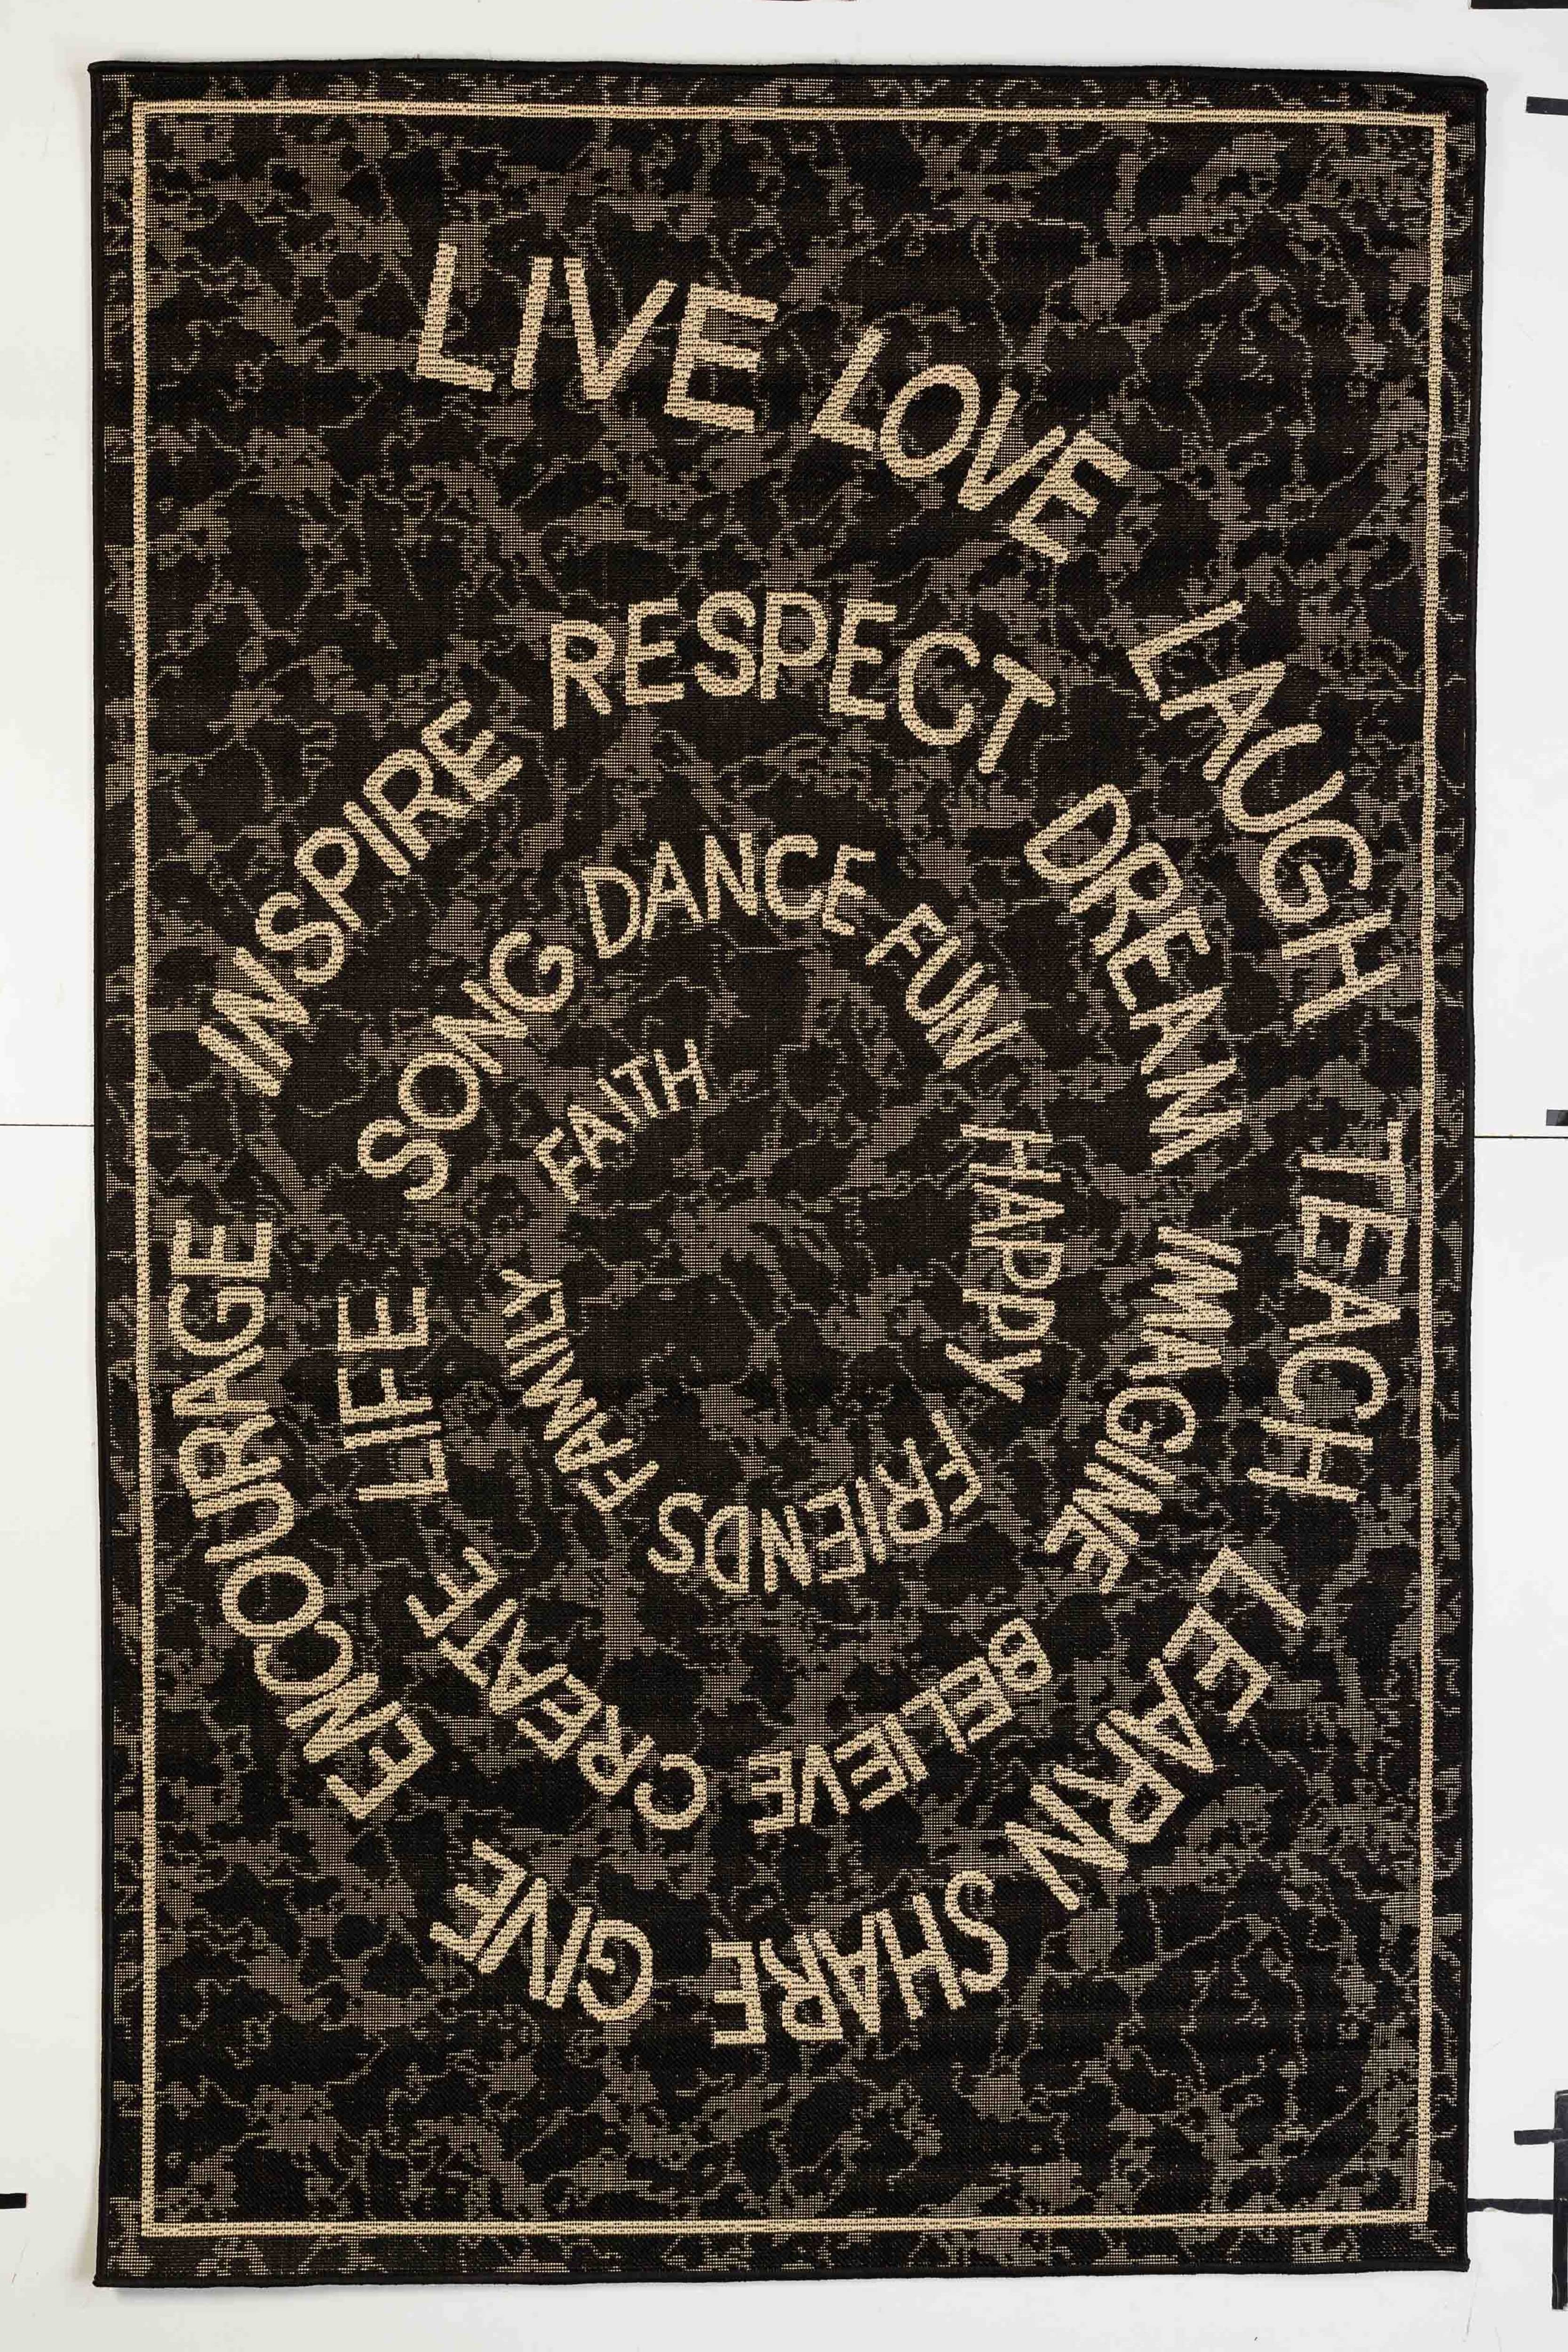 LIVE LOVE LAUGH TEACH LEARN SHARE GIVE ENCOURAGE INSPIRE RESPECT DREAM IMAGINE BELIEVE CREATE LIFE SONG DANCE FUN HAPPY FRIENDS FAMILY FAITH